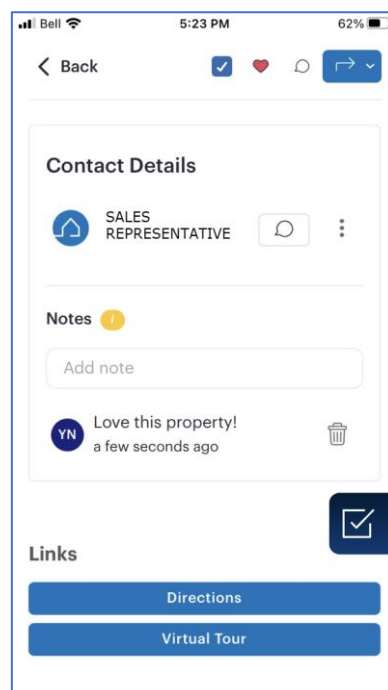 Bell 5:23 PM 62%
Back
Contact Details
SALES
REPRESENTATIVE
Notes i
Add note
YN Love this property!
a few seconds ago
Links
Directions
Virtual Tour